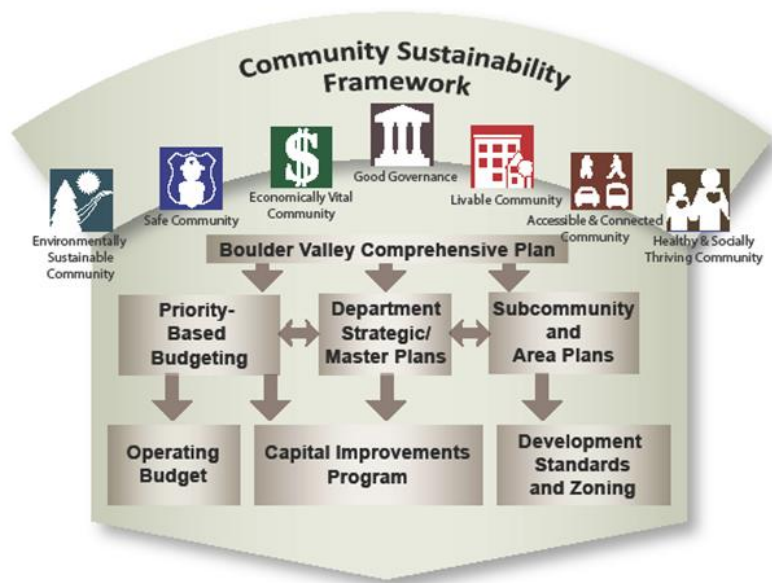 Community Sustainability
Framework
Environmentally
Sustainable
Community
Safe Community
$
Economically Vital
Community
Good Governance
Livable Community
Accessible & Connected
Community
Healthy & Socially
Thriving Community
Boulder Valley Comprehensive Plan
Priority-
Based
Budgeting
Department
Strategic/
Master Plans
Subcommunity
and
Area Plans
Operating
Budget
Capital Improvements
Program
Development
Standards
and Zoning